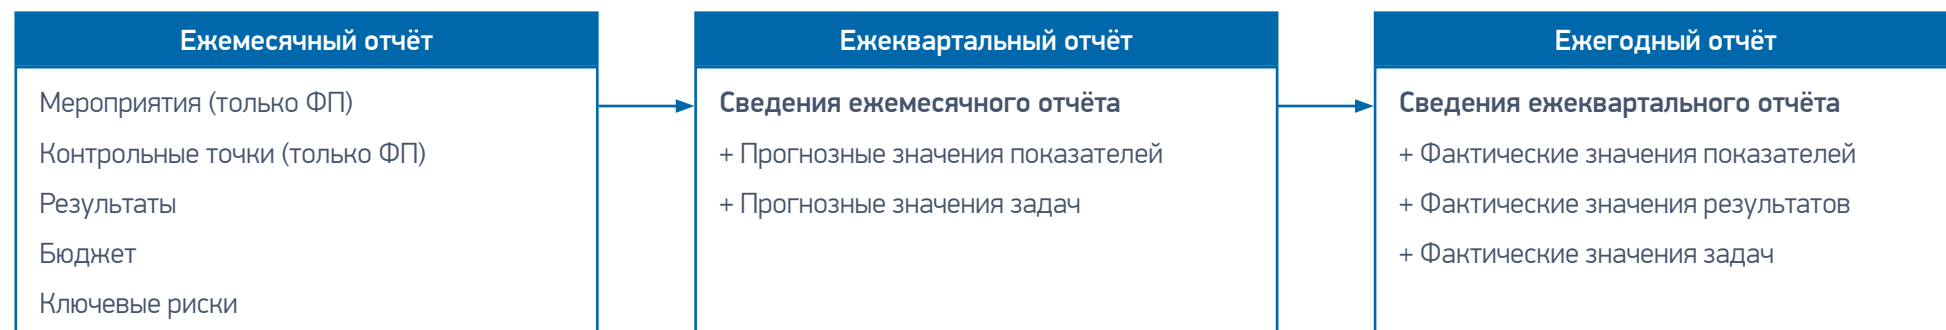 Ежемесячный отчёт
Мероприятия (только ФП)
Контрольные точки (только ФП)
Результаты
Бюджет
Ключевые риски
Ежеквартальный отчёт
Сведения ежемесячного отчёта
+ Прогнозные значения показателей
+ Прогнозные значения задач
Ежегодный отчёт
Сведения ежеквартального отчёта
+ Фактические значения показателей
+ Фактические значения результатов
+ Фактические значения задач